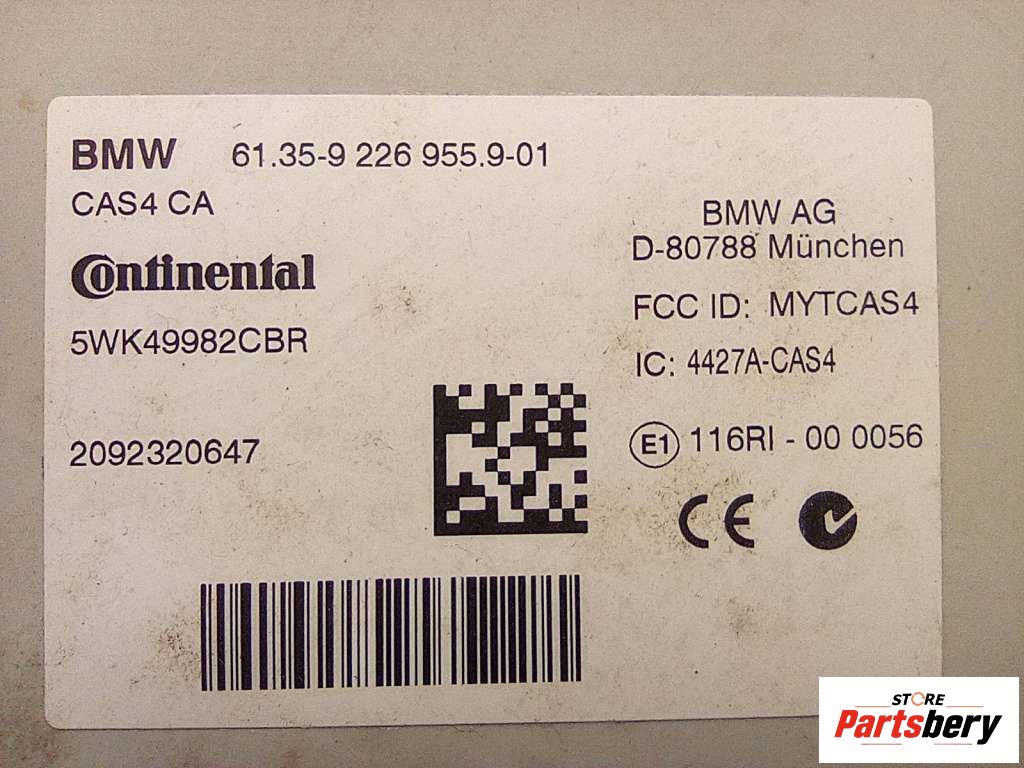 BMW 61.35-9 226 955.9-01
CAS4 CA
Continental
5WK49982CBR
2092320647
BMW AG
D-80788 München
FCC ID: MYTCAS4
IC: 4427A-CAS4
E1 116RI - 00 0056
CE
STORE
Partsbery